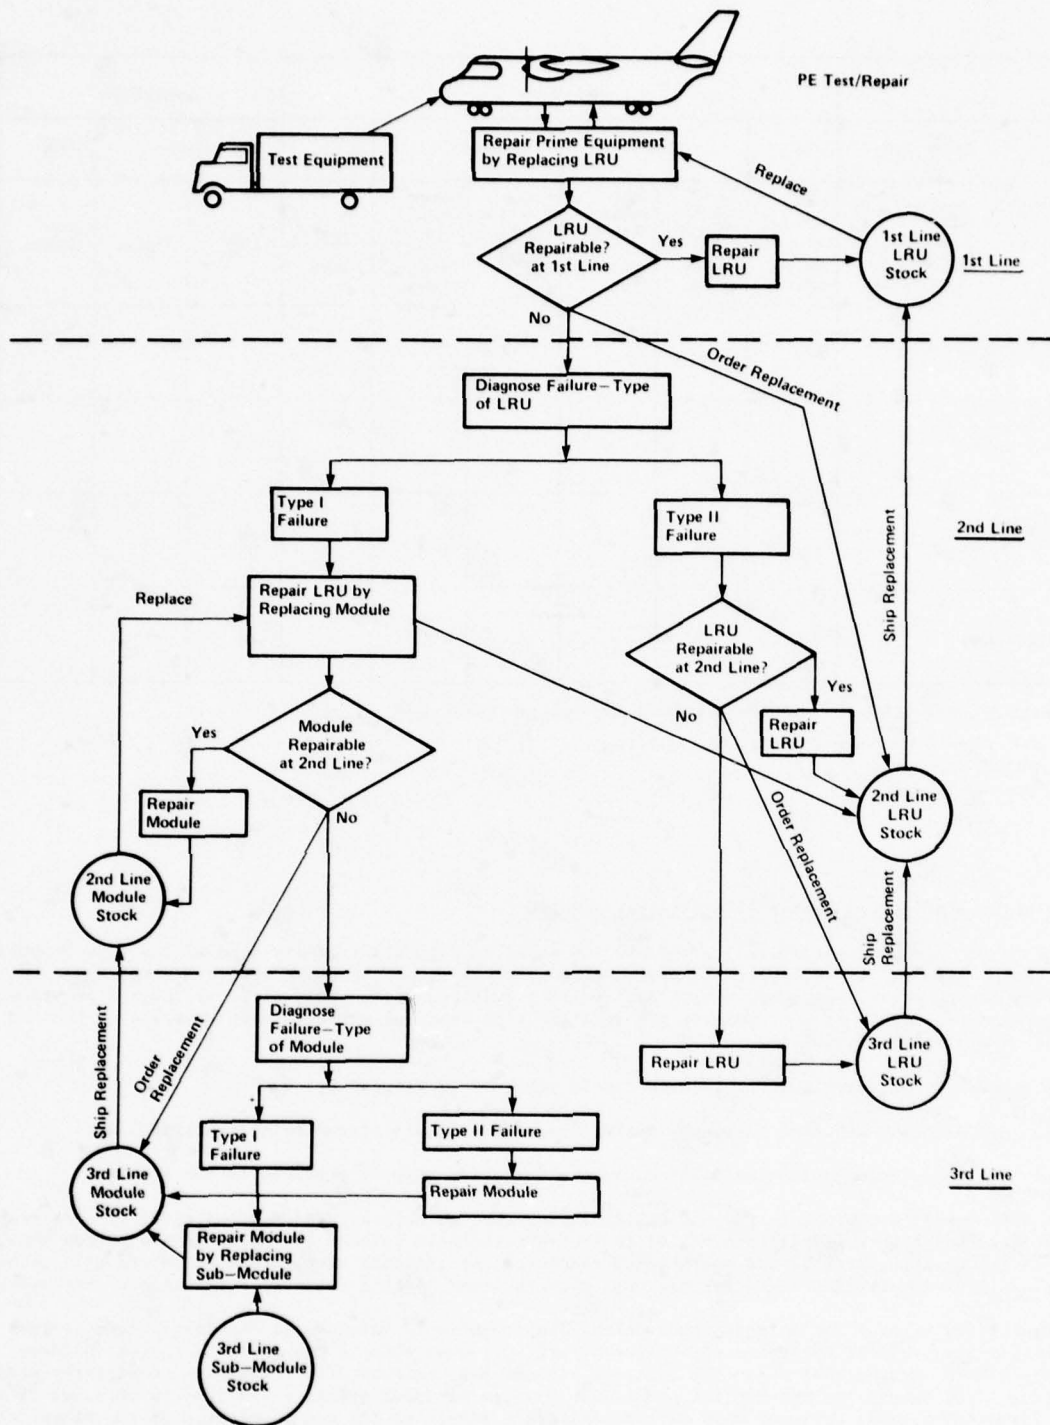 PE Test/Repair
Test Equipment
Repair Prime Equipment
by Replacing LRU
Replace
LRU
Repairable?
at 1st Line
Yes
Repair
LRU
1st Line
LRU
Stock
1st Line
No
Order Replacement
Diagnose Failure—Type
of LRU
Type I
Failure
Type II
Failure
Ship Replacement
2nd Line
Replace
Repair LRU by
Replacing Module
LRU
Repairable
at 2nd Line?
Yes
No
Repair
LRU
Yes
Module
Repairable
at 2nd Line?
Repair
Module
No
Order Replacement
2nd Line
LRU
Stock
2nd Line
Module
Stock
Ship
Replacement
Ship Replacement
Order
Replacement
Diagnose
Failure—Type
of Module
Repair LRU
3rd Line
LRU
Stock
Type I
Failure
Type II Failure
3rd Line
Module
Stock
Repair Module
3rd Line
Repair Module
by Replacing
Sub-Module
3rd Line
Sub-Module
Stock